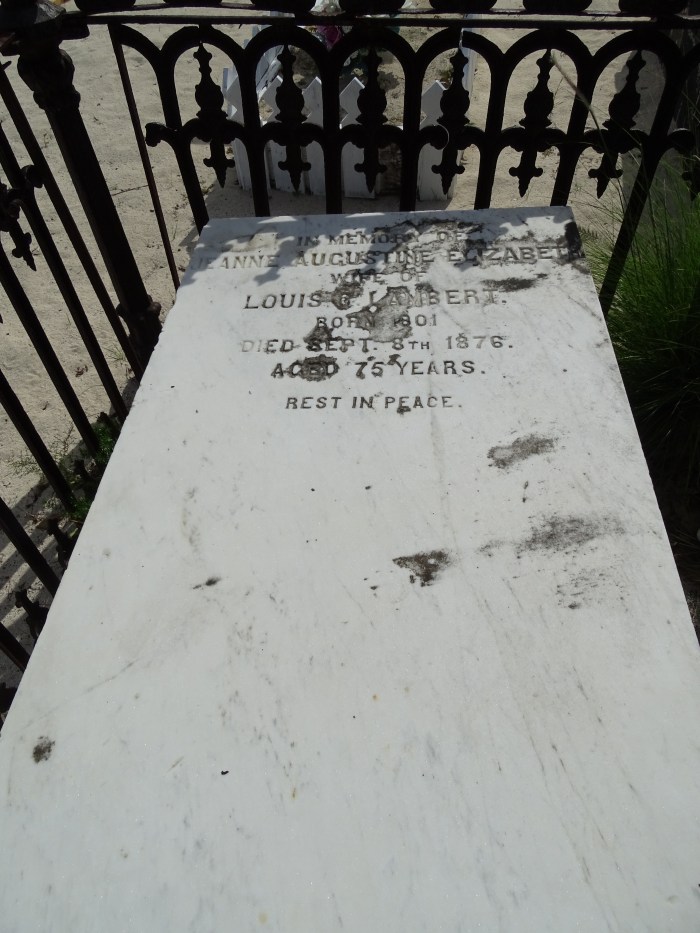 IN MEMORY OF
JEANNE AUGUSTINE ELIZABETH
WIFE OF
LOUIS G. LAMBERT.
BORN 1801
DIED SEPT. 8TH 1876.
AGED 75 YEARS.
REST IN PEACE.